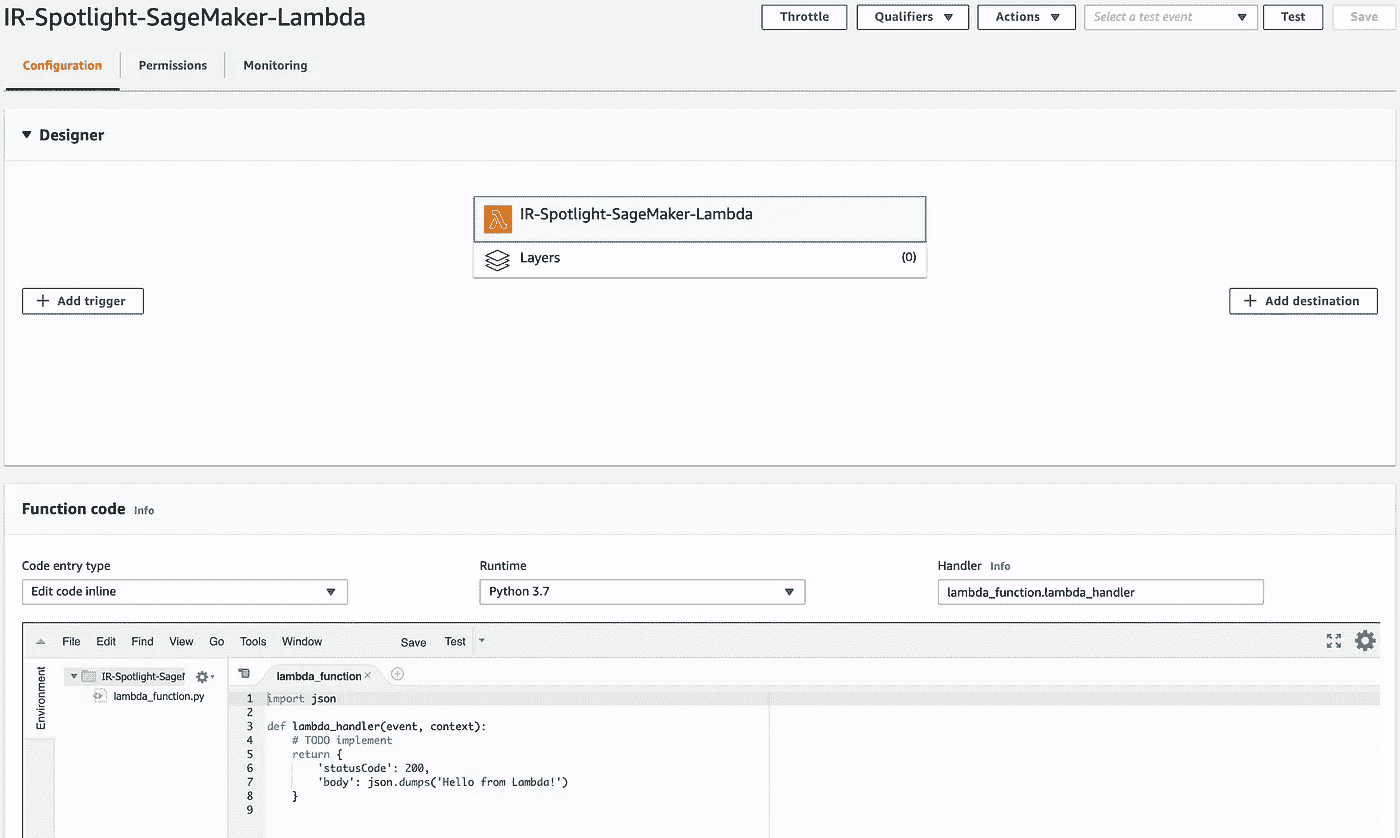 IR-Spotlight-SageMaker-Lambda
Throttle Qualifiers Actions Select a test event Test Save
Configuration Permissions Monitoring
Designer
IR-Spotlight-SageMaker-Lambda
Layers (0)
+ Add trigger + Add destination
Function code Info
Code entry type Runtime Handler Info
Edit code inline Python 3.7 lambda_function.lambda_handler
File Edit Find View Go Tools Window Save Test
Environment
IR-Spotlight-Sagel
lambda_function.py
lambda_function ×
1 import json
2
3 def lambda_handler(event, context):
4     # TODO implement
5     return {
6         'statusCode': 200,
7         'body': json.dumps('Hello from Lambda!')
8     }
9